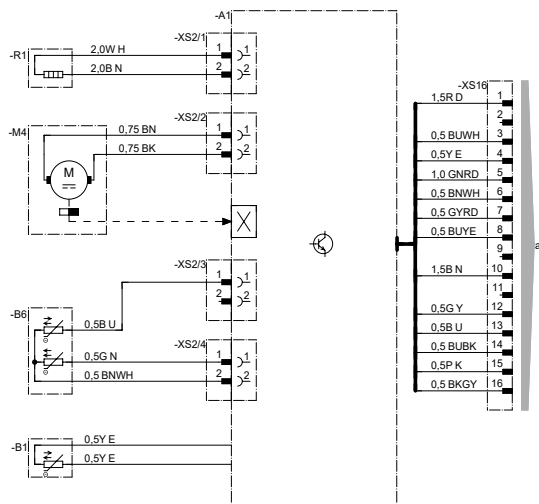 -A1
-R1
2,0W H
2,0B N
-XS2/1
1 1
2 2
-M4
0,75 BN
0,75 BK
-XS2/2
1 1
2 2
M
-XS2/3
1 1
2 2
-B6
0,5B U
0,5G N
0,5 BNWH
-XS2/4
1 1
2 2
-B1
0,5Y E
0,5Y E
-XS16
1,5R D 1
2
0,5 BUWH 3
0,5Y E 4
1,0 GNRD 5
0,5 BNWH 6
0,5 GYRD 7
0,5 BUYE 8
9
1,5B N 10
11
0,5G Y 12
0,5B U 13
0,5 BUBK 14
0,5P K 15
0,5 BKGY 16
a